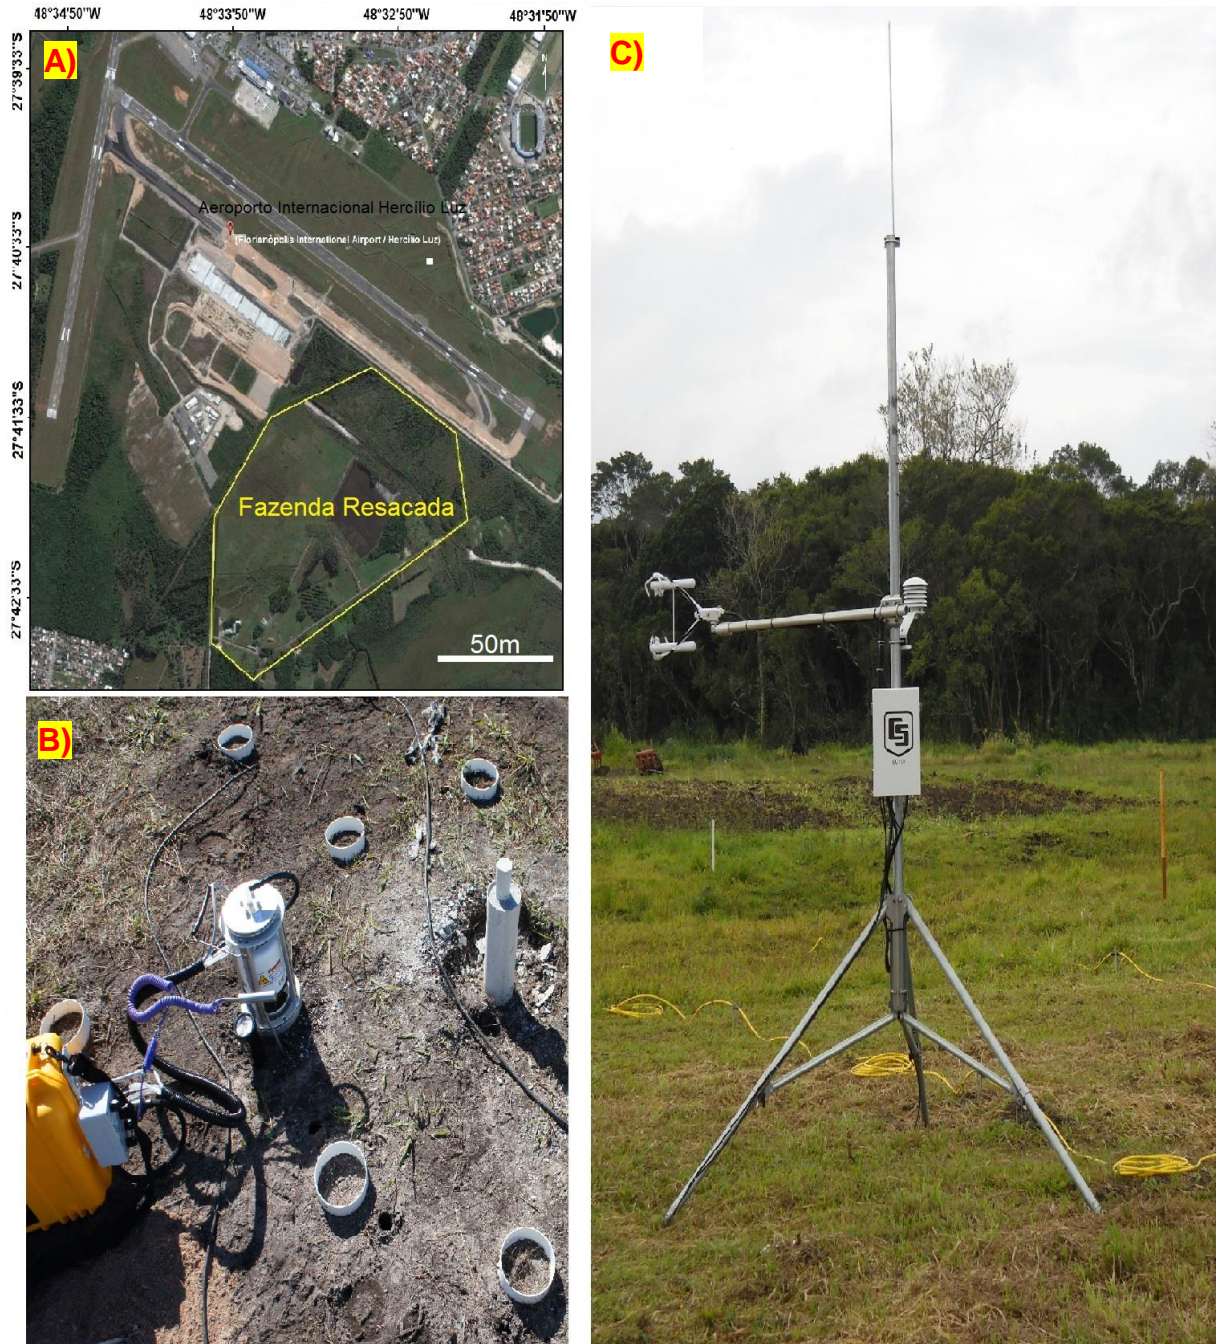 48°34'50"W 48°33'50"W 48°32'50"W 48°31'50"W
27°39'33"S
27°40'33"S
27°41'33"S
27°42'33"S
A)
N
Aeroporto Internacional Hercílio Luz
(Florianópolis International Airport / Hercílio Luz)
Fazenda Resacada
50m
B)
C)
CS